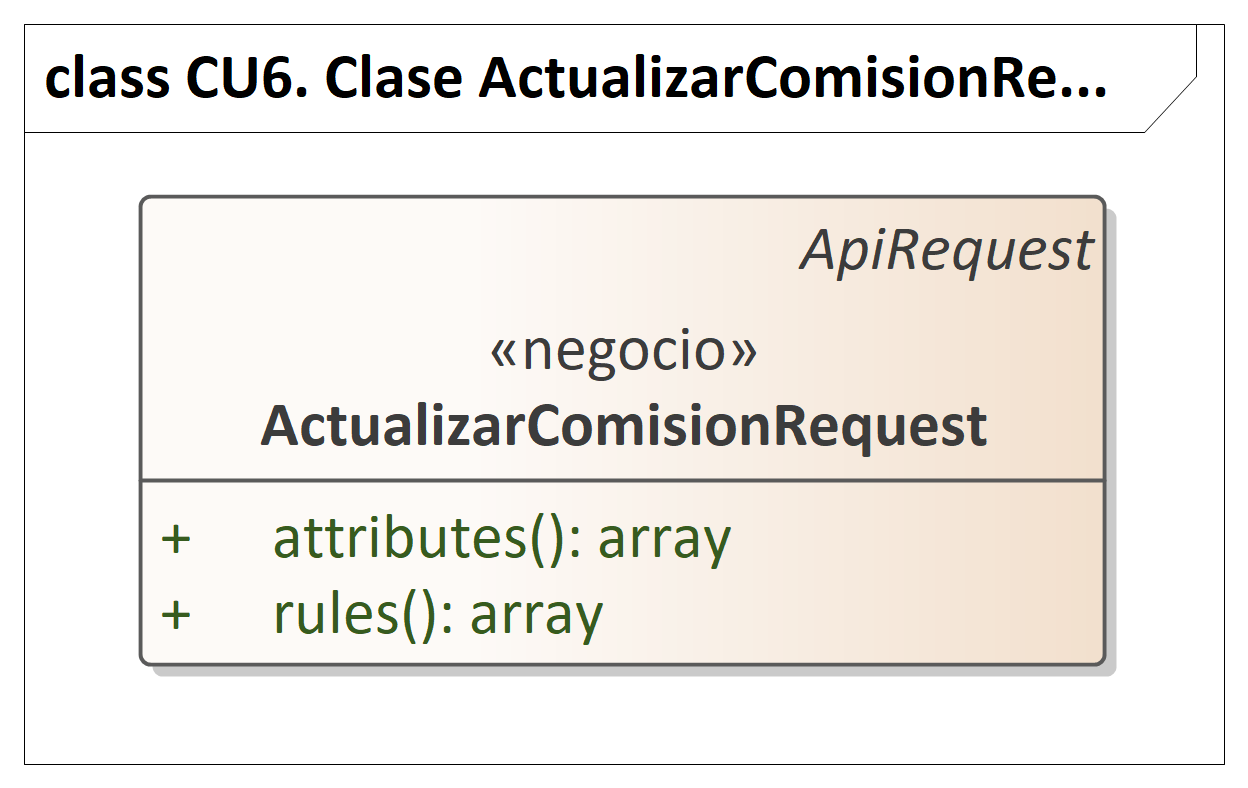 class CU6. Clase ActualizarComisionRe...
ApiRequest
«negocio»
ActualizarComisionRequest
+ attributes(): array
+ rules(): array